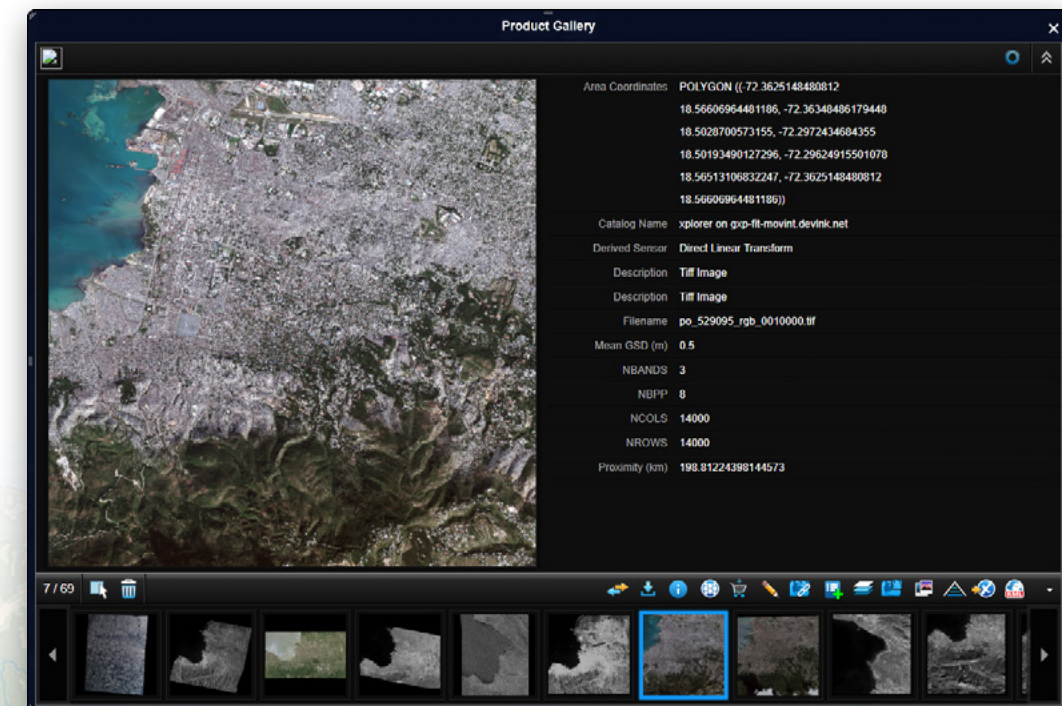 Product Gallery
Area Coordinates POLYGON ((-72.3625148480812
18.56606964481186, -72.36348486179448
18.5028700573155, -72.2972434684355
18.50193490127296, -72.29624915501078
18.56513106832247, -72.3625148480812
18.56606964481186))
Catalog Name xplorer on gxp-fit-movint.devlnk.net
Derived Sensor Direct Linear Transform
Description Tiff Image
Description Tiff Image
Filename po_529095_rgb_0010000.tif
Mean GSD (m) 0.5
NBANDS 3
NBPP 8
NCOLS 14000
NROWS 14000
Proximity (km) 198.81224398144573
7 / 69
KML